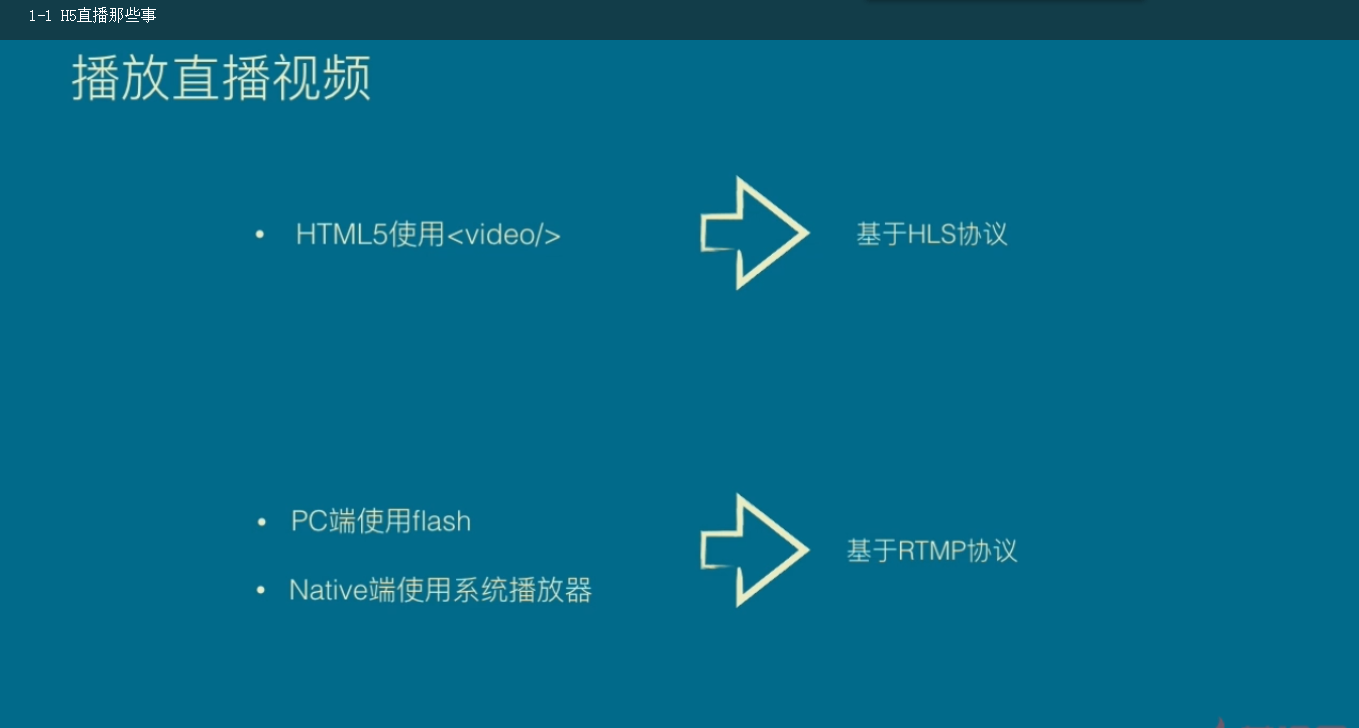 1-1 H5直播那些事
播放直播视频
• HTML5使用<video/>
基于HLS协议
• PC端使用flash
• Native端使用系统播放器
基于RTMP协议